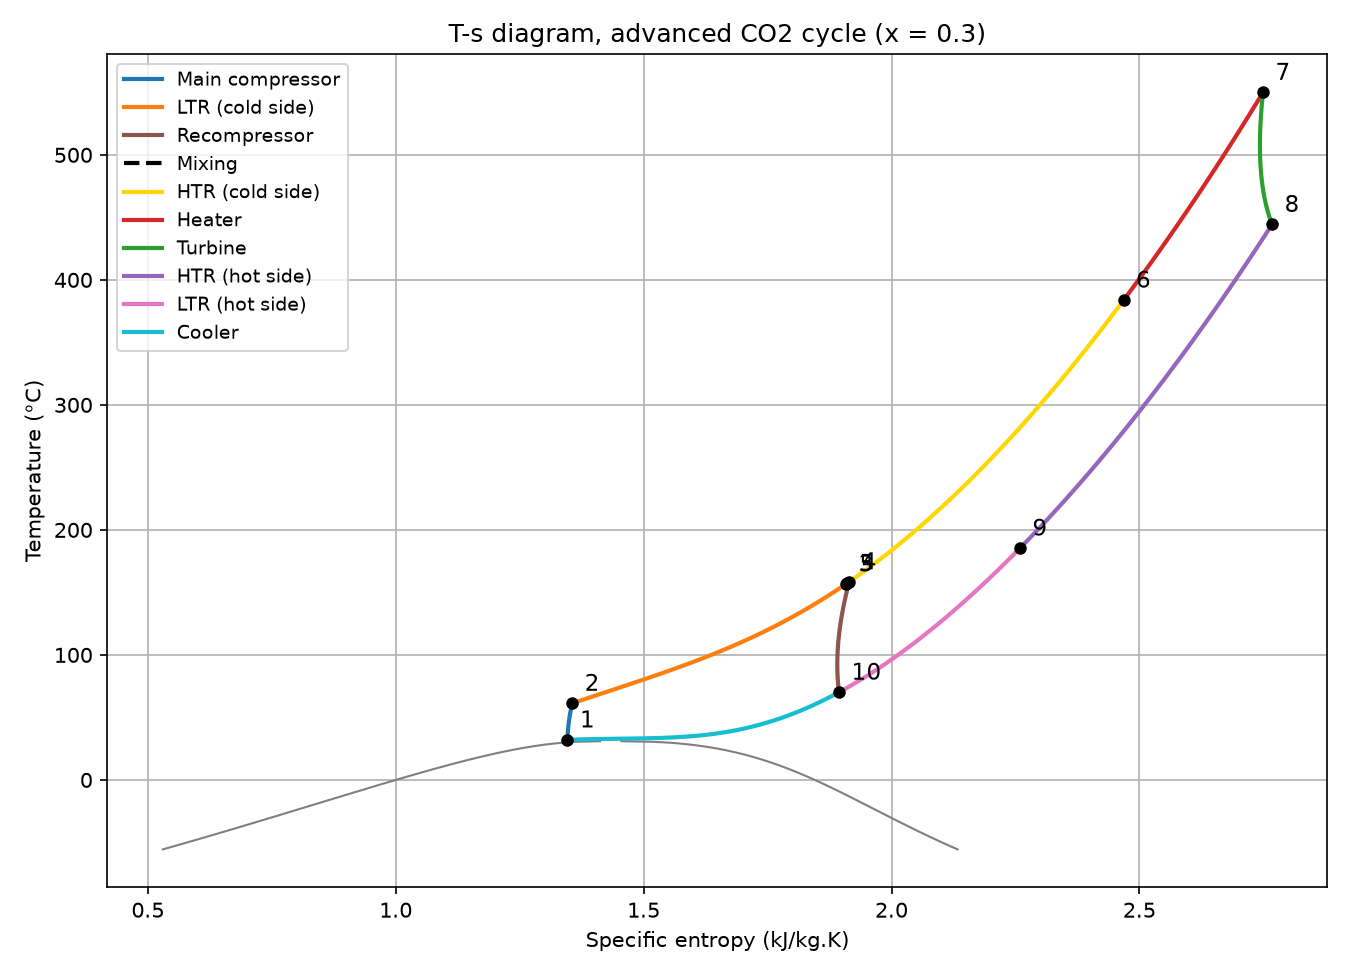 T-s diagram, advanced CO2 cycle (x = 0.3)
Main compressor
LTR (cold side)
Recompressor
Mixing
HTR (cold side)
Heater
Turbine
HTR (hot side)
LTR (hot side)
Cooler
7
8
6
9
4
10
2
1
500
400
300
200
100
0
Temperature (°C)
0.5
1.0
1.5
2.0
2.5
Specific entropy (kJ/kg.K)